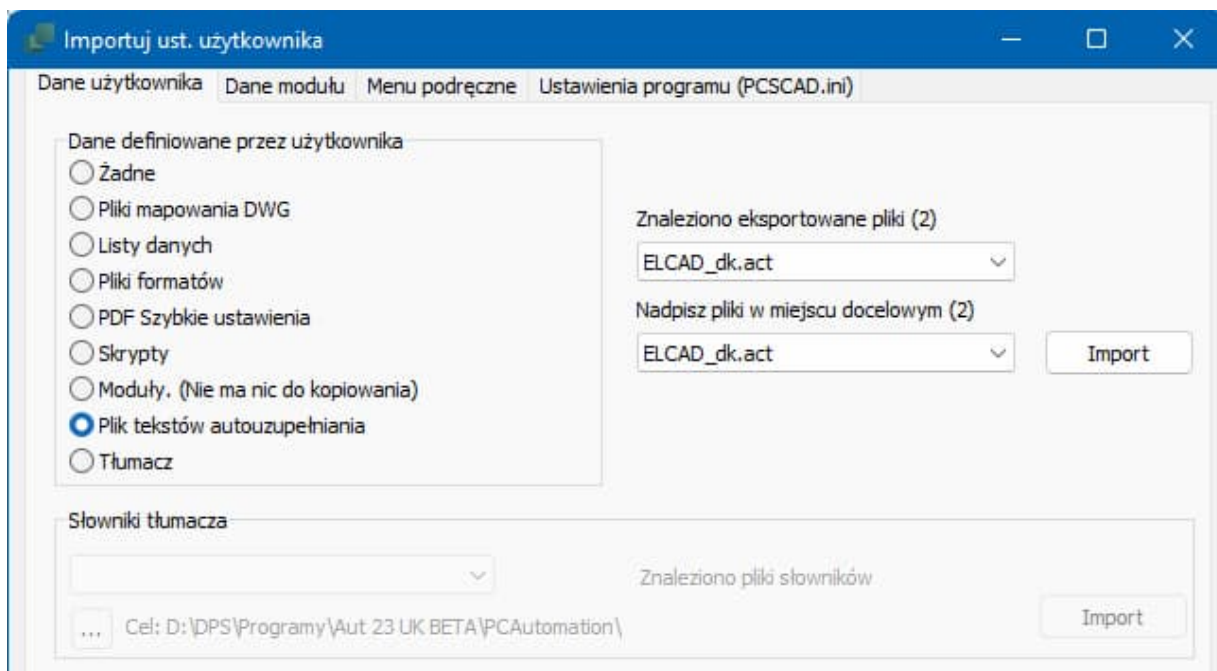 Importuj ust. użytkownika
Dane użytkownika Dane modułu Menu podręczne Ustawienia programu (PCSCAD.ini)
Dane definiowane przez użytkownika
Żadne
Pliki mapowania DWG
Listy danych
Pliki formatów
PDF Szybkie ustawienia
Skrypty
Moduły. (Nie ma nic do kopiowania)
Plik tekstów autouzupełniania
Tłumacz
Znaleziono eksportowane pliki (2)
ELCAD_dk.act
Nadpisz pliki w miejscu docelowym (2)
ELCAD_dk.act
Import
Słowniki tłumacza
Znaleziono pliki słowników
... Cel: D:\DPS\Programy\Aut 23 UK BETA\PCAutomation\
Import